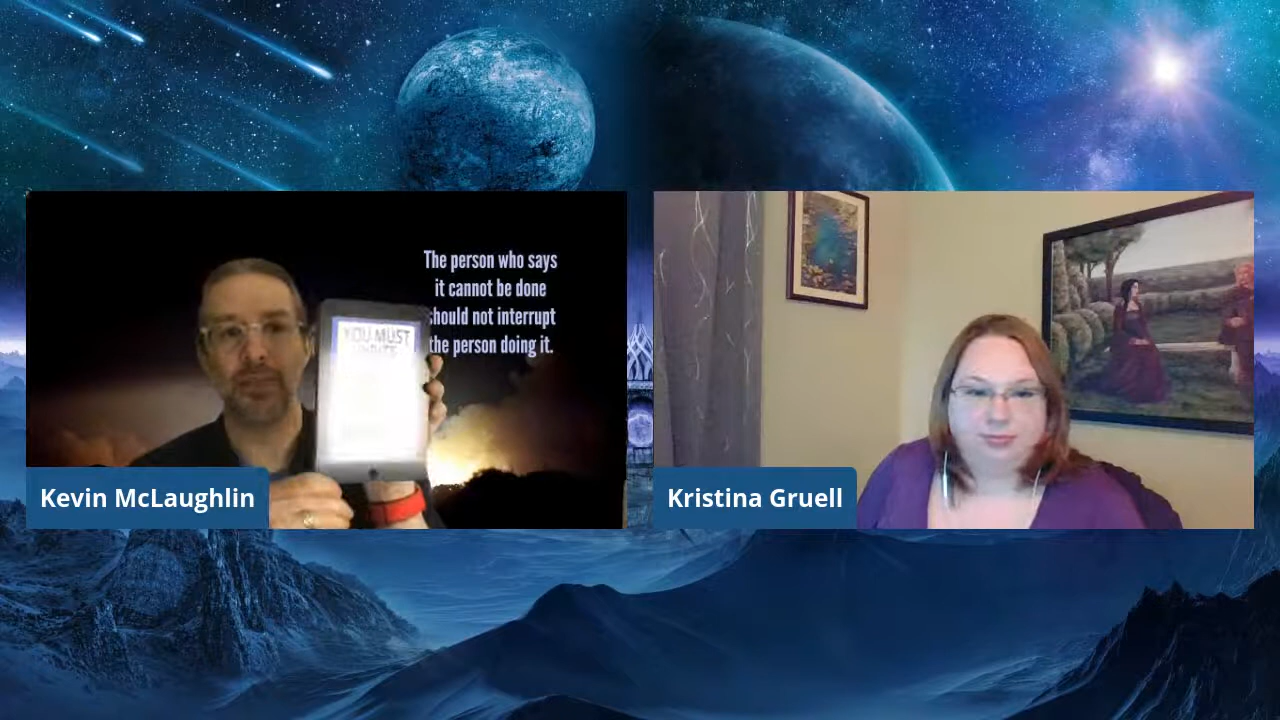 The person who says
it cannot be done
should not interrupt
the person doing it.
YOU MUST
Kevin McLaughlin
Kristina Gruell